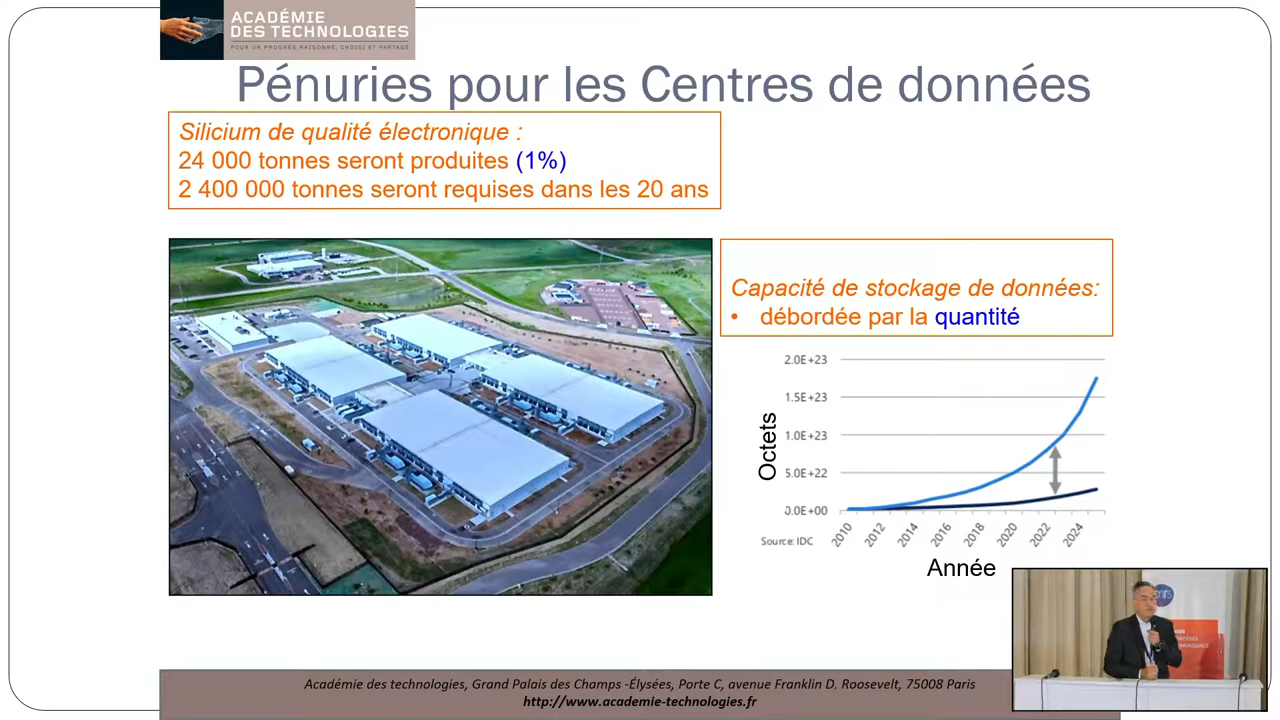 ACADÉMIE
DES TECHNOLOGIES
POUR UN PROGRÈS RAISONNÉ, CHOISI ET PARTAGÉ
Pénuries pour les Centres de données
Silicium de qualité électronique :
24 000 tonnes seront produites (1%)
2 400 000 tonnes seront requises dans les 20 ans
Capacité de stockage de données:
• débordée par la quantité
2.0E+23
1.5E+23
1.0E+23
5.0E+22
0.0E+00
Octets
2010 2012 2014 2016 2018 2020 2022 2024
Source: IDC
Année
Académie des technologies, Grand Palais des Champs -Élysées, Porte C, avenue Franklin D. Roosevelt, 75008 Paris
http://www.academie-technologies.fr